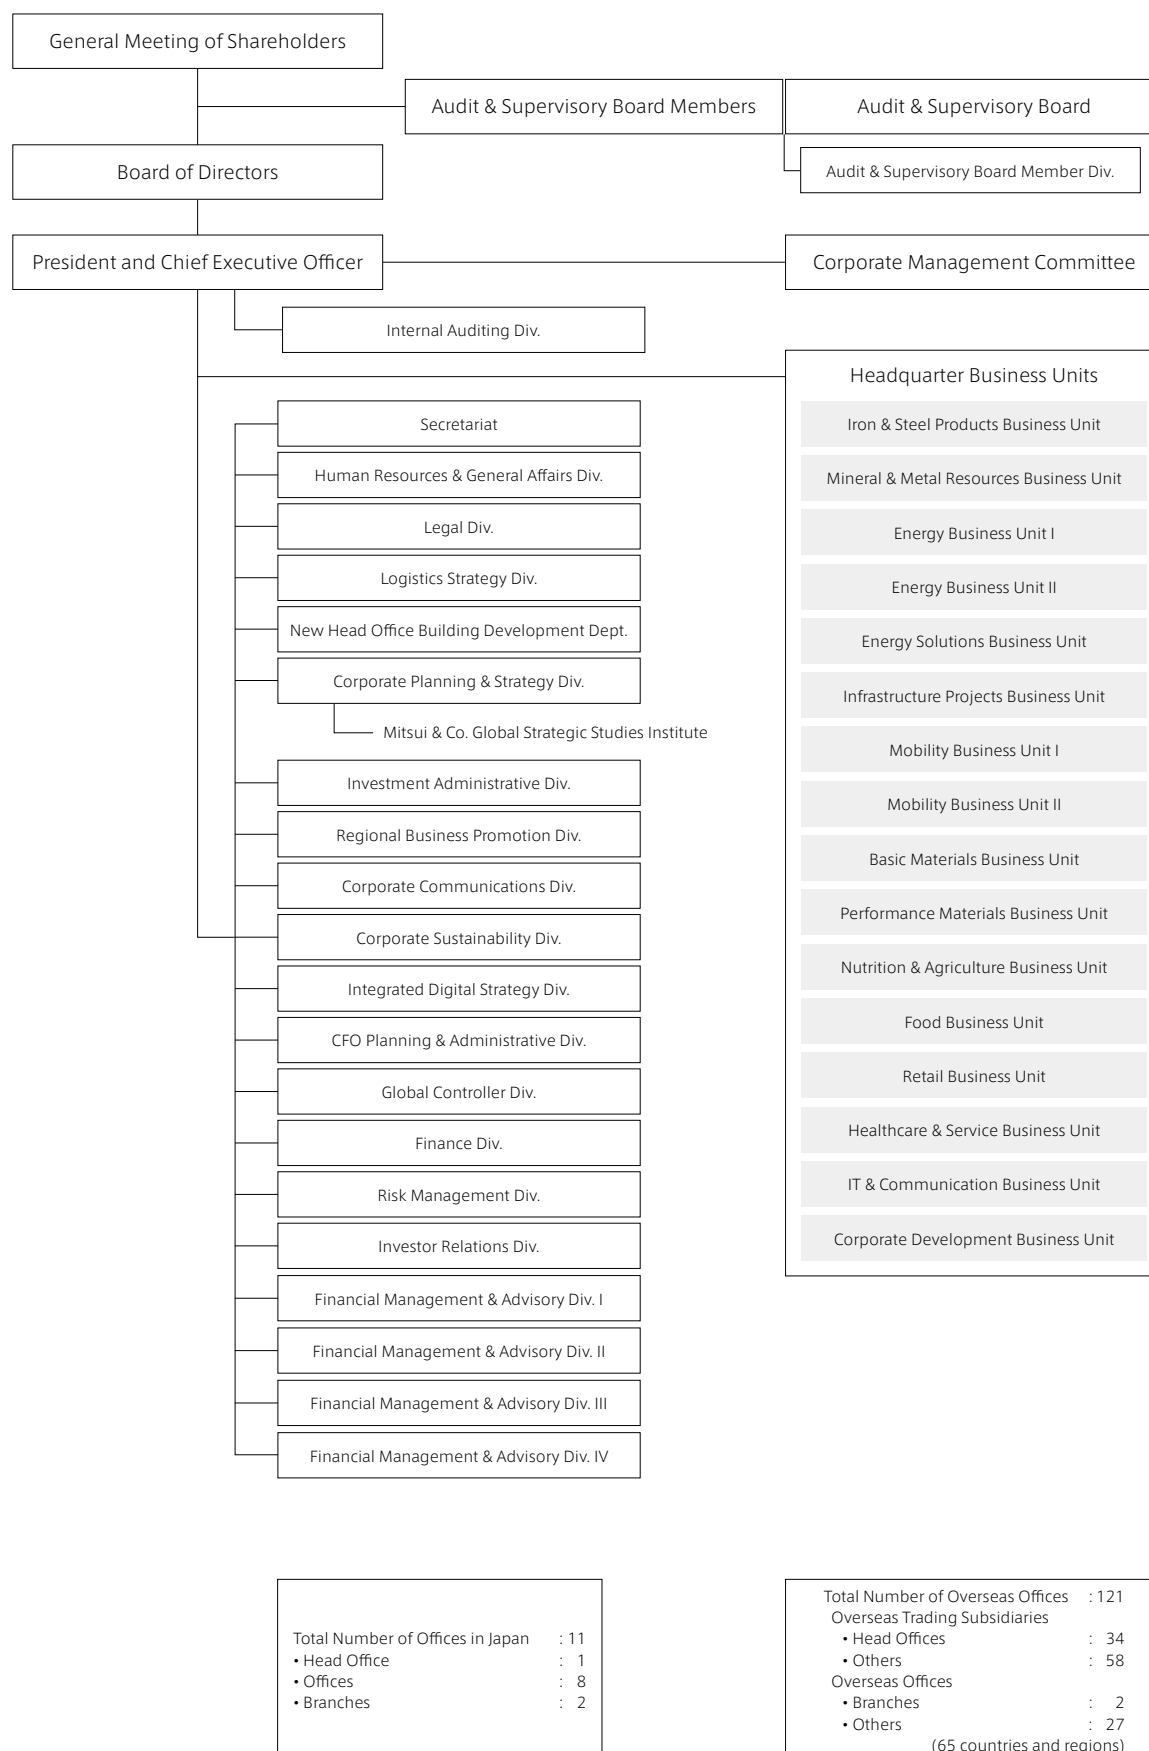 General Meeting of Shareholders
Audit & Supervisory Board Members
Audit & Supervisory Board
Board of Directors
Audit & Supervisory Board Member Div.
President and Chief Executive Officer
Corporate Management Committee
Internal Auditing Div.
Secretariat
Human Resources & General Affairs Div.
Legal Div.
Logistics Strategy Div.
New Head Office Building Development Dept.
Corporate Planning & Strategy Div.
Mitsui & Co. Global Strategic Studies Institute
Investment Administrative Div.
Regional Business Promotion Div.
Corporate Communications Div.
Corporate Sustainability Div.
Integrated Digital Strategy Div.
CFO Planning & Administrative Div.
Global Controller Div.
Finance Div.
Risk Management Div.
Investor Relations Div.
Financial Management & Advisory Div. I
Financial Management & Advisory Div. II
Financial Management & Advisory Div. III
Financial Management & Advisory Div. IV
Headquarter Business Units
Iron & Steel Products Business Unit
Mineral & Metal Resources Business Unit
Energy Business Unit I
Energy Business Unit II
Energy Solutions Business Unit
Infrastructure Projects Business Unit
Mobility Business Unit I
Mobility Business Unit II
Basic Materials Business Unit
Performance Materials Business Unit
Nutrition & Agriculture Business Unit
Food Business Unit
Retail Business Unit
Healthcare & Service Business Unit
IT & Communication Business Unit
Corporate Development Business Unit
Total Number of Offices in Japan : 11
• Head Office : 1
• Offices : 8
• Branches : 2
Total Number of Overseas Offices : 121
Overseas Trading Subsidiaries
• Head Offices : 34
• Others : 58
Overseas Offices
• Branches : 2
• Others : 27
(65 countries and regions)